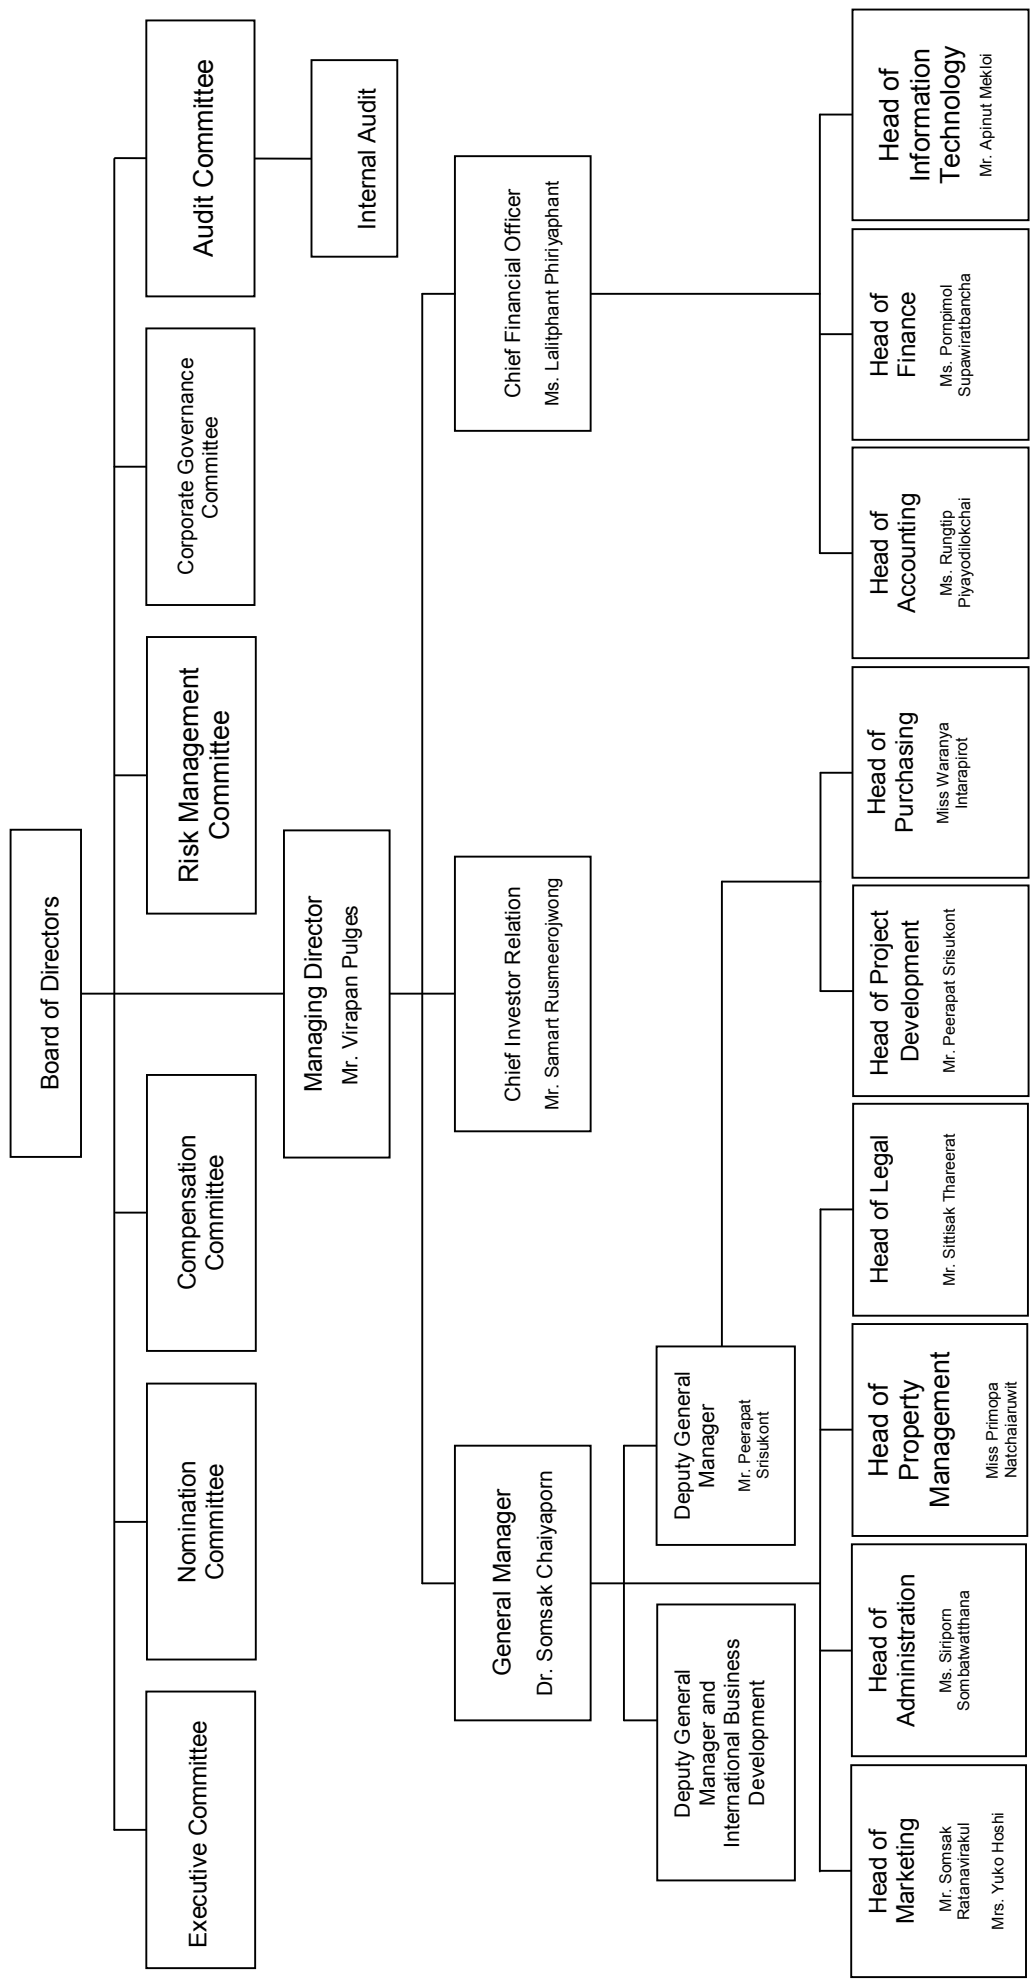 Board of Directors
Executive Committee
Nomination
Committee
Compensation
Committee
Risk Management
Committee
Corporate Governance
Committee
Audit Committee
Internal Audit
Managing Director
Mr. Virapan Pulges
General Manager
Dr. Somsak Chaiyaporn
Chief Investor Relation
Mr. Samart Rusmeerojwong
Chief Financial Officer
Ms. Lalitphant Phiriyaphant
Deputy General
Manager and
International Business
Development
Deputy General
Manager
Mr. Peerapat
Srisukont
Head of
Marketing
Mr. Somsak
Ratanavirakul
Mrs. Yuko Hoshi
Head of
Administration
Ms. Siriporn
Sombatwatthana
Head of
Property
Management
Miss Primopa
Natchaiaruwit
Head of Legal
Mr. Sittisak Thareerat
Head of Project
Development
Mr. Peerapat Srisukont
Head of
Purchasing
Miss Waranya
Intarapirot
Head of
Accounting
Ms. Rungtip
Piyayodilokchai
Head of
Finance
Ms. Pornpimol
Supawiratbancha
Head of
Information
Technology
Mr. Apinut Mekloi